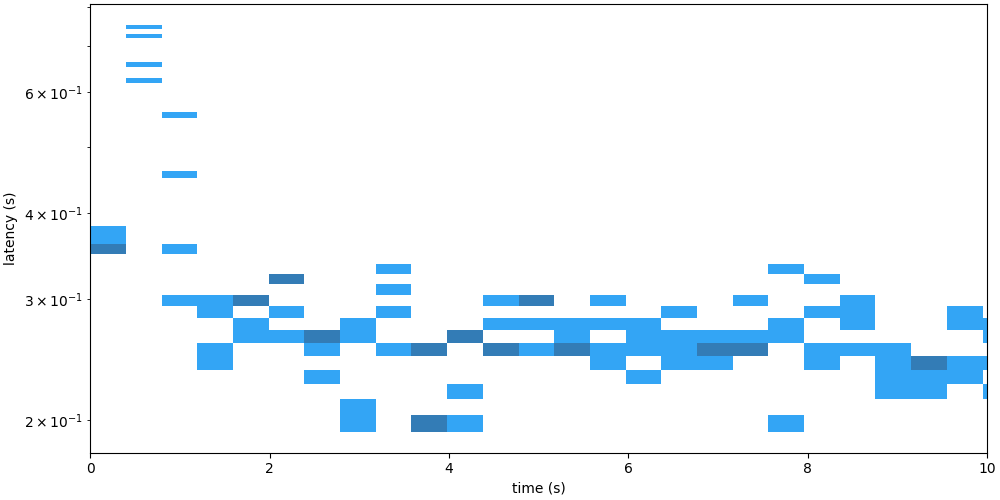 6 × 10⁻¹
4 × 10⁻¹
3 × 10⁻¹
2 × 10⁻¹
latency (s)
0 2 4 6 8 10
time (s)